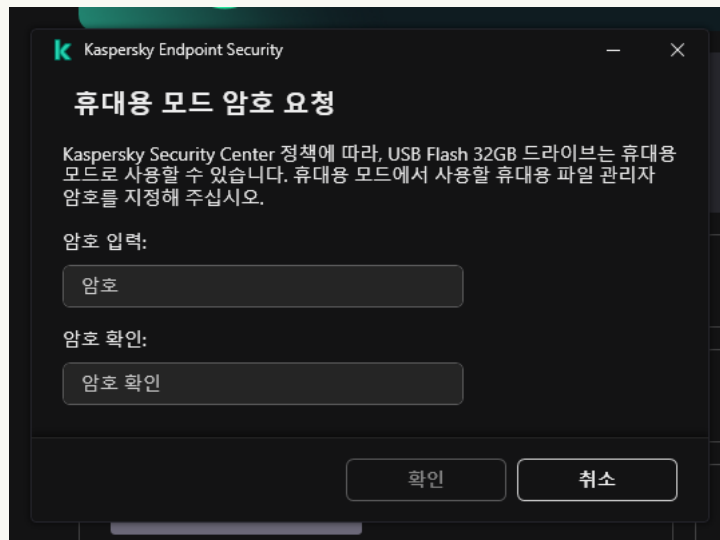 Kaspersky Endpoint Security
휴대용 모드 암호 요청
Kaspersky Security Center 정책에 따라, USB Flash 32GB 드라이브는 휴대용
모드로 사용할 수 있습니다. 휴대용 모드에서 사용할 휴대용 파일 관리자
암호를 지정해 주십시오.
암호 입력:
암호
암호 확인:
암호 확인
확인
취소